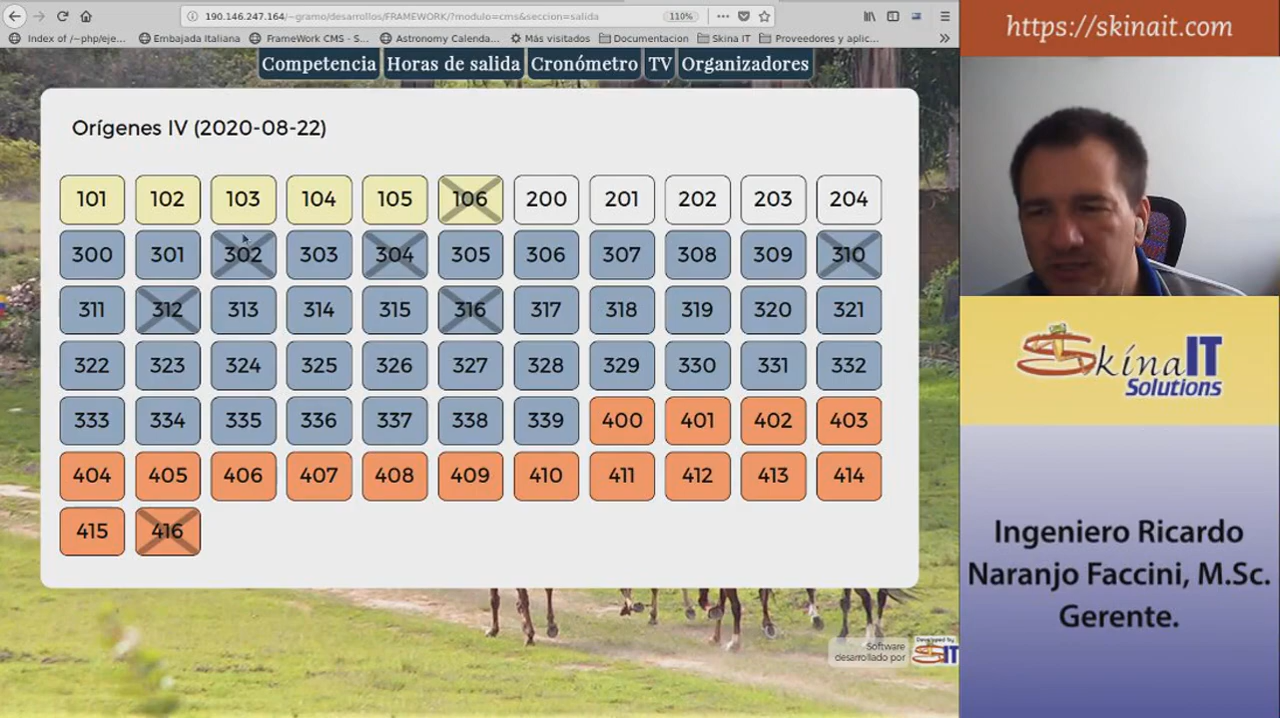 190.146.247.164/~gramo/desarrollos/FRAMEWORK/?modulo=cms&seccion=salida
110%
Index of /~php/eje...
Embajada Italiana
FrameWork CMS - S...
Astronomy Calenda...
Más visitados
Documentacion
Skina IT
Proveedores y aplic...
https://skinait.com
Competencia
Horas de salida
Cronómetro
TV
Organizadores
Orígenes IV (2020-08-22)
101 102 103 104 105 106 200 201 202 203 204
300 301 302 303 304 305 306 307 308 309 310
311 312 313 314 315 316 317 318 319 320 321
322 323 324 325 326 327 328 329 330 331 332
333 334 335 336 337 338 339 400 401 402 403
404 405 406 407 408 409 410 411 412 413 414
415 416
Skina IT
Solutions
Ingeniero Ricardo
Naranjo Faccini, M.Sc.
Gerente.
Software
desarrollado por
Developed by
SIT